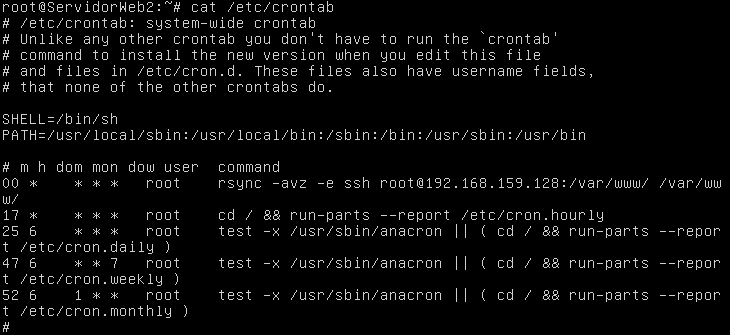 root@ServidorWeb2:~# cat /etc/crontab
# /etc/crontab: system-wide crontab
# Unlike any other crontab you don't have to run the `crontab'
# command to install the new version when you edit this file
# and files in /etc/cron.d. These files also have username fields,
# that none of the other crontabs do.

SHELL=/bin/sh
PATH=/usr/local/sbin:/usr/local/bin:/sbin:/bin:/usr/sbin:/usr/bin

# m h dom mon dow user  command
00 *    * * *   root    rsync -avz -e ssh root@192.168.159.128:/var/www/ /var/ww
w/
17 *    * * *   root    cd / && run-parts --report /etc/cron.hourly
25 6    * * *   root    test -x /usr/sbin/anacron || ( cd / && run-parts --repor
t /etc/cron.daily )
47 6    * * 7   root    test -x /usr/sbin/anacron || ( cd / && run-parts --repor
t /etc/cron.weekly )
52 6    1 * *   root    test -x /usr/sbin/anacron || ( cd / && run-parts --repor
t /etc/cron.monthly )
#